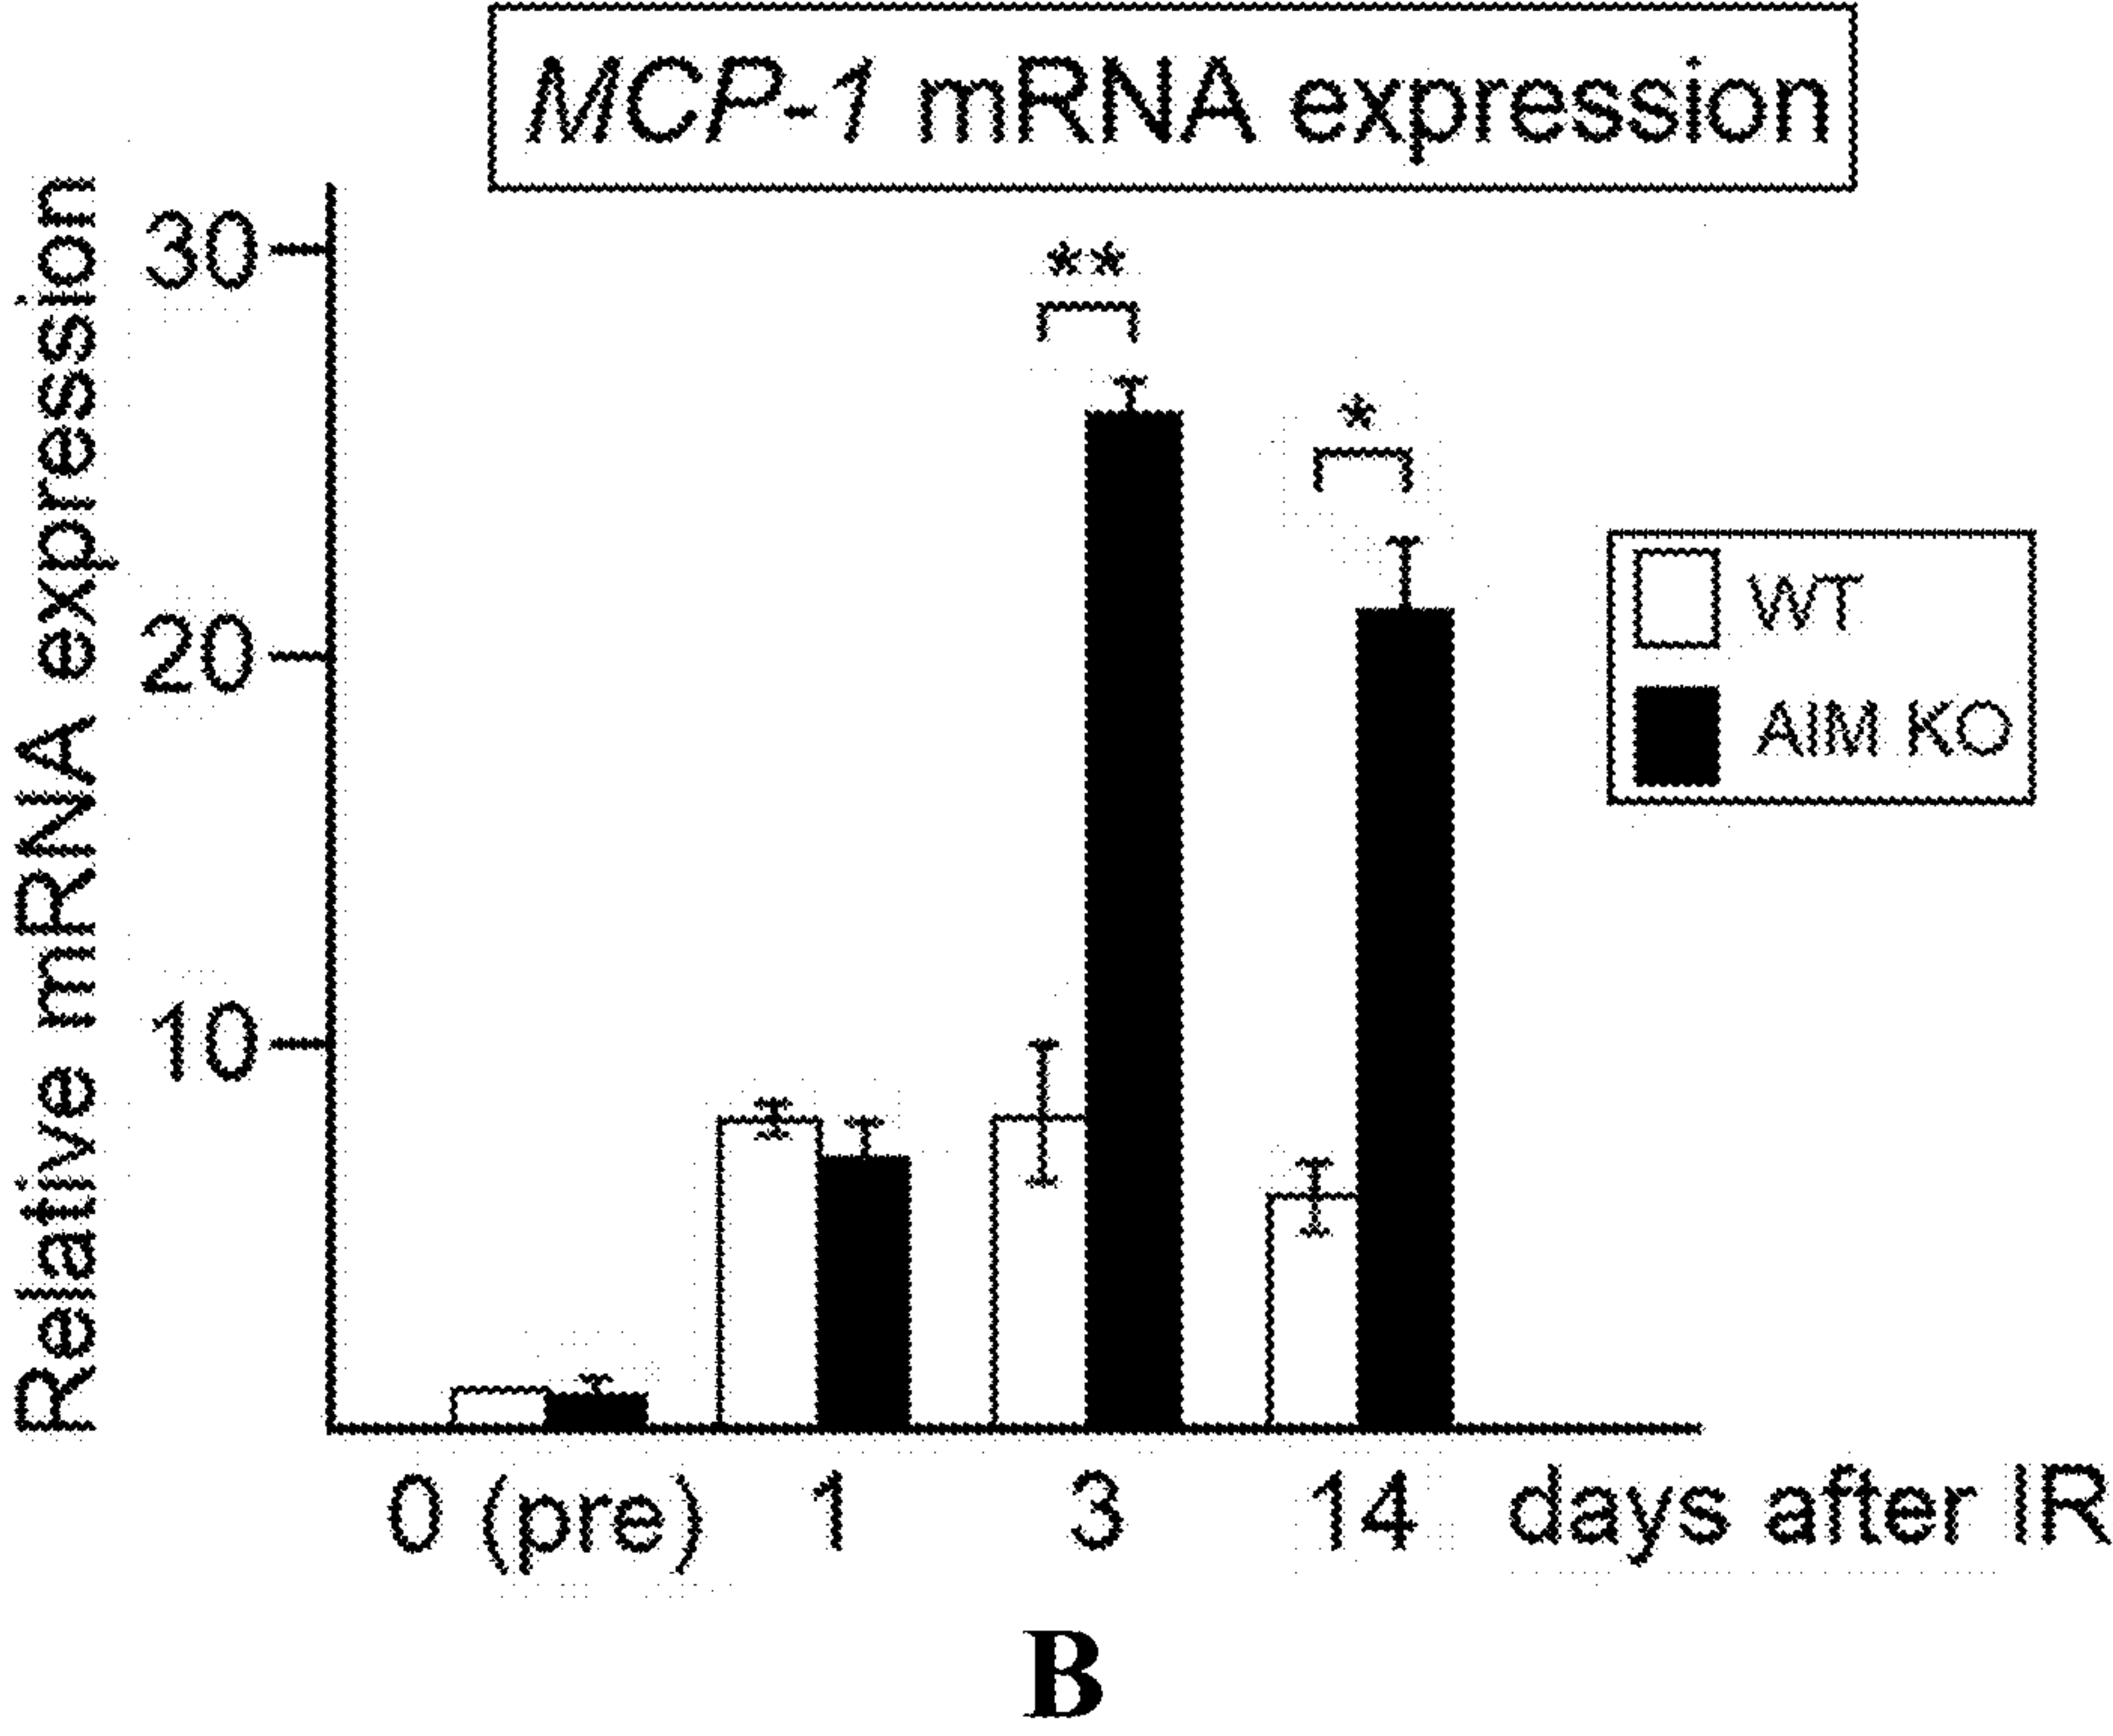 MCP-1 mRNA expression
Relative mRNA expression
30
20
10
**
*
WT
AIM KO
0 (pre) 1 3 14 days after IR
B